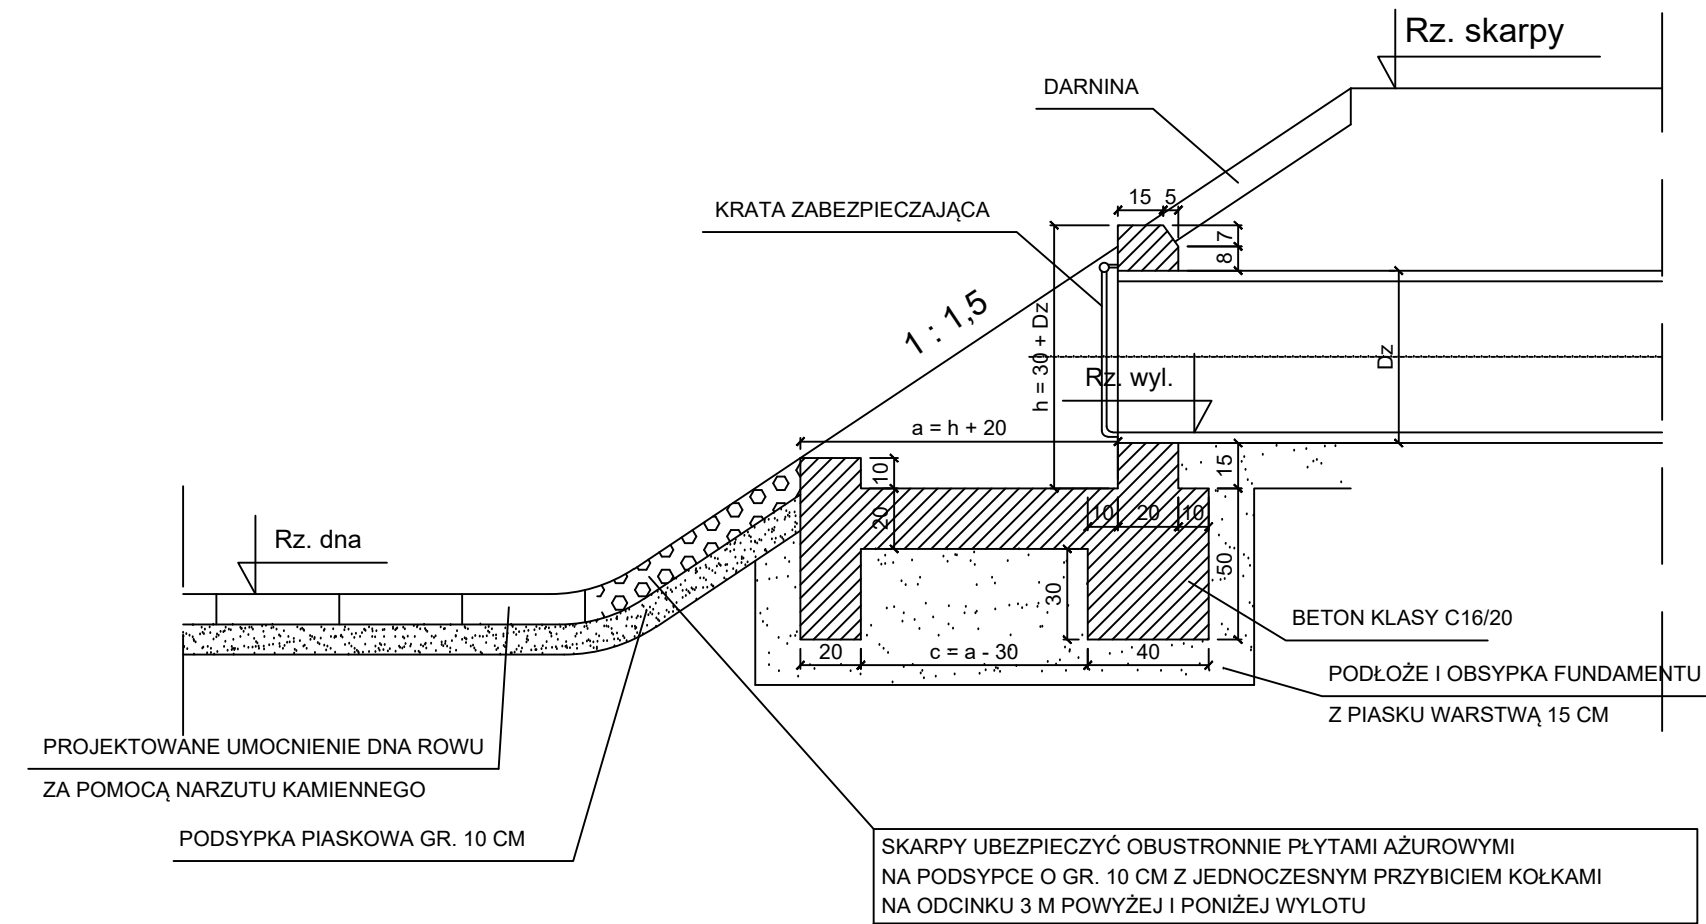 Rz. skarpy
DARNINA
15 5
KRATA ZABEZPIECZAJĄCA
7
8
1 : 1,5
h = 30 + Dz
Dz
Rz. wyl.
a = h + 20
10
15
20
10 20 10
Rz. dna
50
30
BETON KLASY C16/20
20 c = a - 30 40
PODŁOŻE I OBSYPKA FUNDAMENTU
Z PIASKU WARSTWĄ 15 CM
PROJEKTOWANE UMOCNIENIE DNA ROWU
ZA POMOCĄ NARZUTU KAMIENNEGO
PODSYPKA PIASKOWA GR. 10 CM
SKARPY UBEZPIECZYĆ OBUSTRONNIE PŁYTAMI AŻUROWYMI
NA PODSYPCE O GR. 10 CM Z JEDNOCZESNYM PRZYBICIEM KOŁKAMI
NA ODCINKU 3 M POWYŻEJ I PONIŻEJ WYLOTU